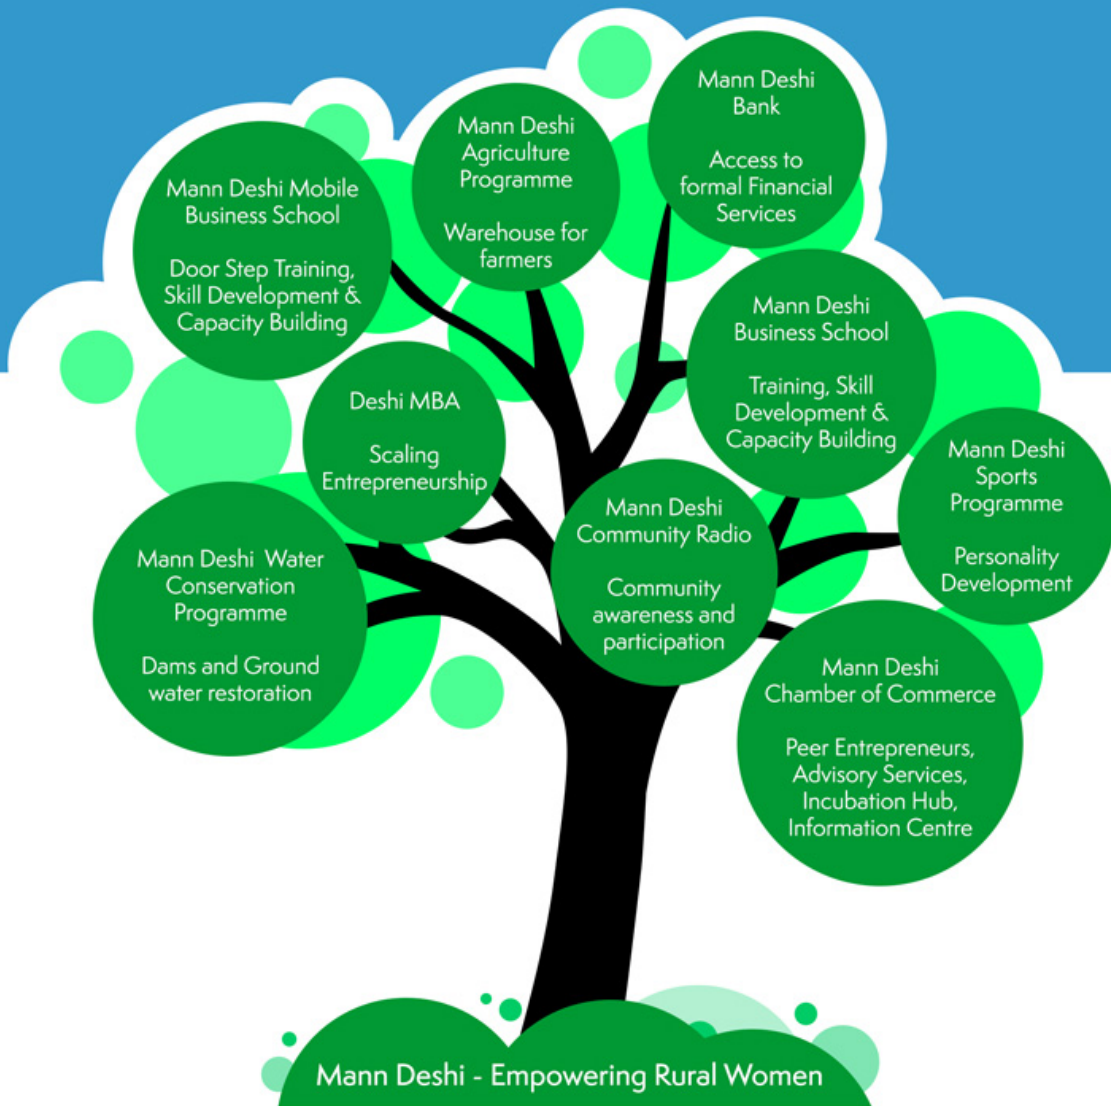 Mann Deshi
Bank
Access to
formal Financial
Services
Mann Deshi
Agriculture
Programme
Warehouse for
farmers
Mann Deshi Mobile
Business School
Door Step Training,
Skill Development &
Capacity Building
Mann Deshi
Business School
Training, Skill
Development &
Capacity Building
Deshi MBA
Scaling
Entrepreneurship
Mann Deshi
Sports
Programme
Personality
Development
Mann Deshi
Community Radio
Community
awareness and
participation
Mann Deshi Water
Conservation
Programme
Dams and Ground
water restoration
Mann Deshi
Chamber of Commerce
Peer Entrepreneurs,
Advisory Services,
Incubation Hub,
Information Centre
Mann Deshi - Empowering Rural Women